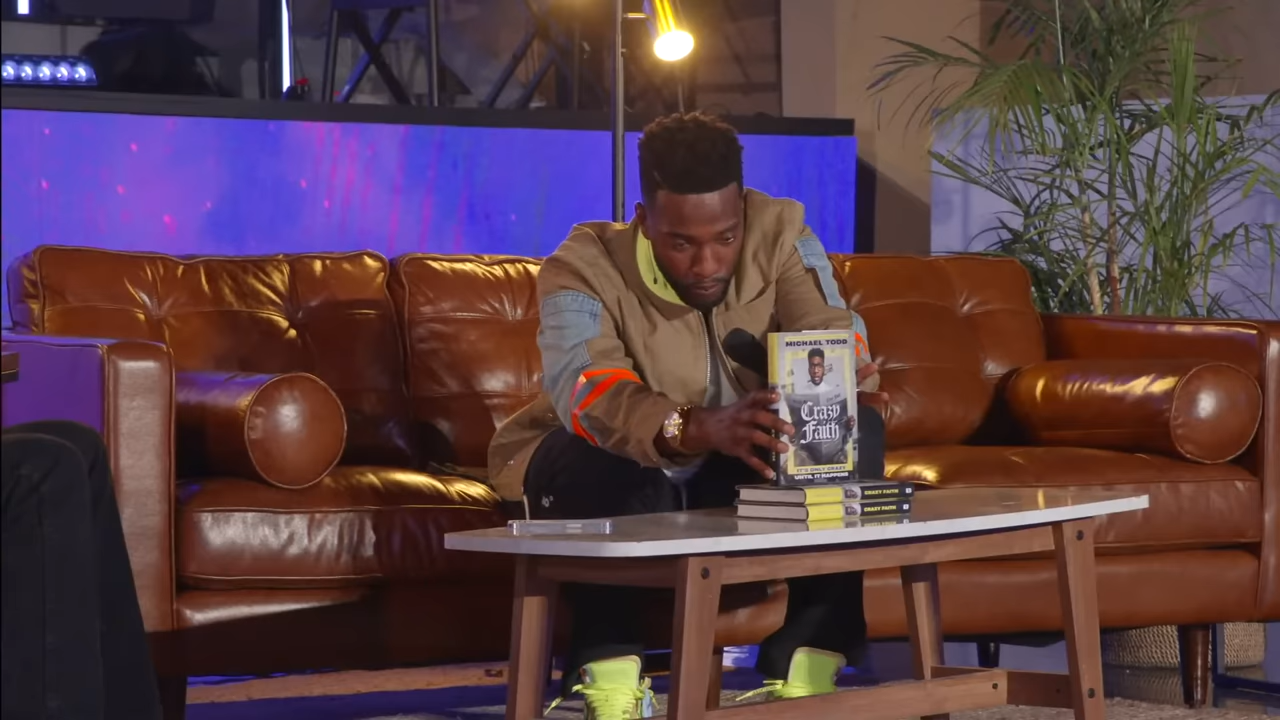 MICHAEL TODD
Crazy
Faith
IT'S ONLY CRAZY
UNTIL IT HAPPENS
CRAZY FAITH
CRAZY FAITH